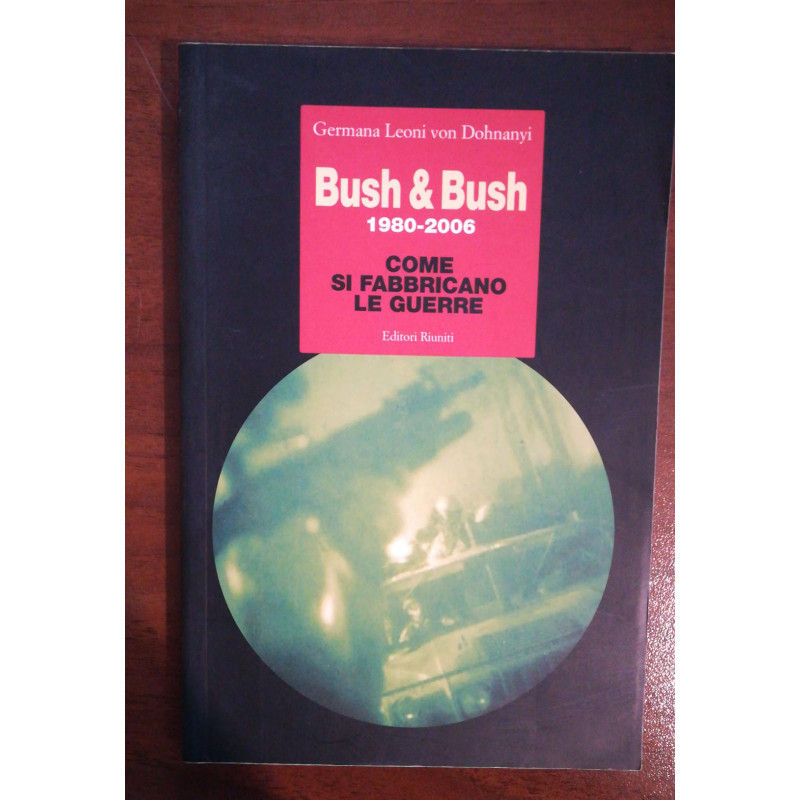 Germana Leoni von Dohnanyi
Bush & Bush
1980-2006
COME
SI FABBRICANO
LE GUERRE
Editori Riuniti